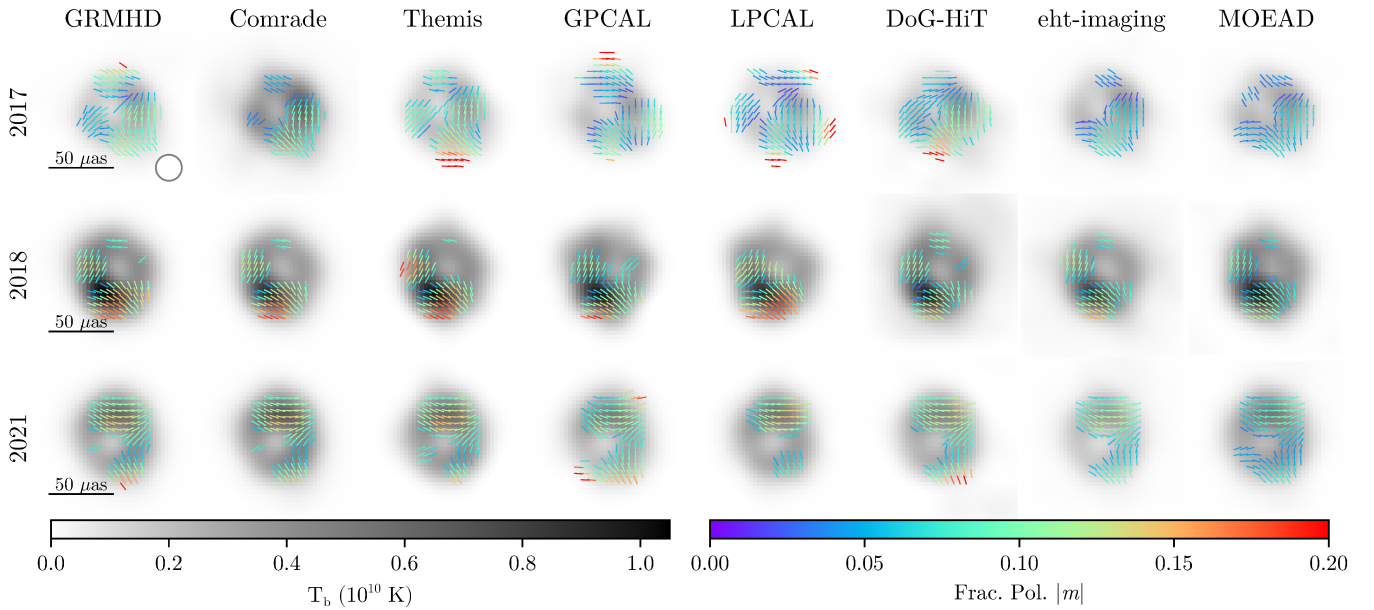 GRMHD Comrade Themis GPCAL LPCAL DoG-HiT eht-imaging MOEAD
2017
50 μas
2018
50 μas
2021
50 μas
0.0 0.2 0.4 0.6 0.8 1.0 0.00 0.05 0.10 0.15 0.20
T_b (10^10 K) Frac. Pol. |m|